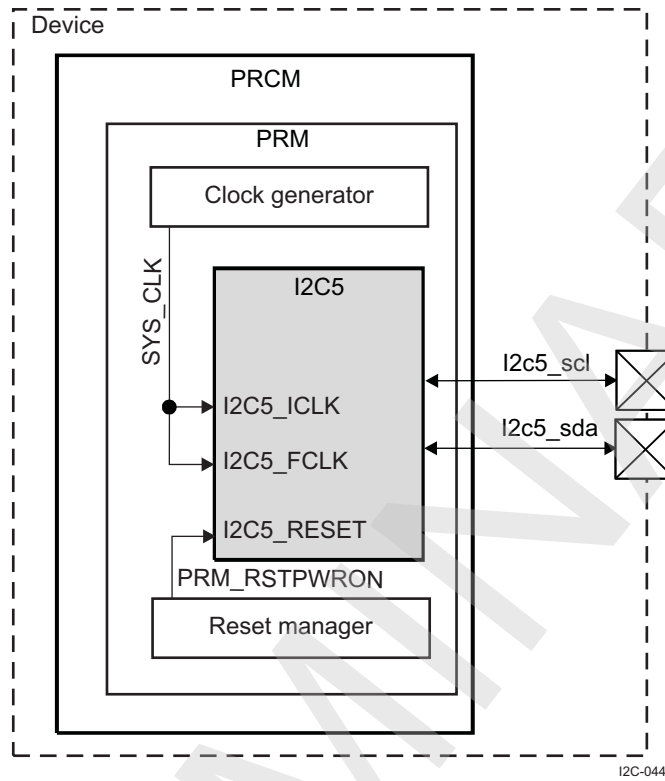 Device
PRCM
PRM
Clock generator
SYS_CLK
I2C5
I2c5_scl
I2C5_ICLK
I2c5_sda
I2C5_FCLK
I2C5_RESET
PRM_RSTPWRON
Reset manager
I2C-044